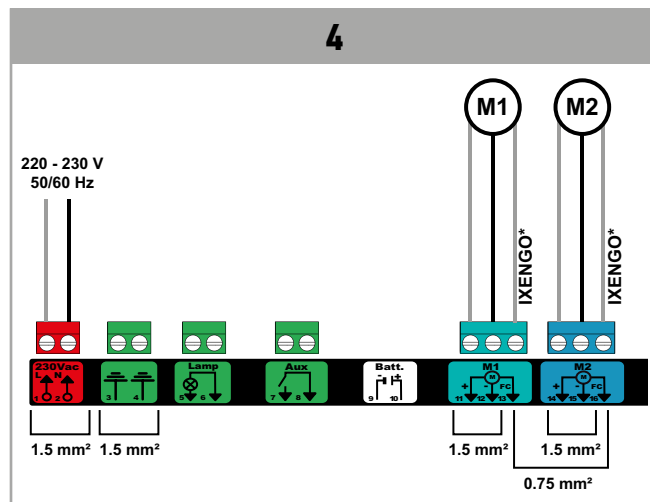 4
M1 M2
220 - 230 V
50/60 Hz
IXENGO*
IXENGO*
230Vac Lamp Aux Batt. M1 M2
L N
M M
- + + - FC + - FC
1 2 3 4 5 6 7 8 9 10 11 12 13 14 15 16
1.5 mm² 1.5 mm² 1.5 mm² 1.5 mm²
0.75 mm²